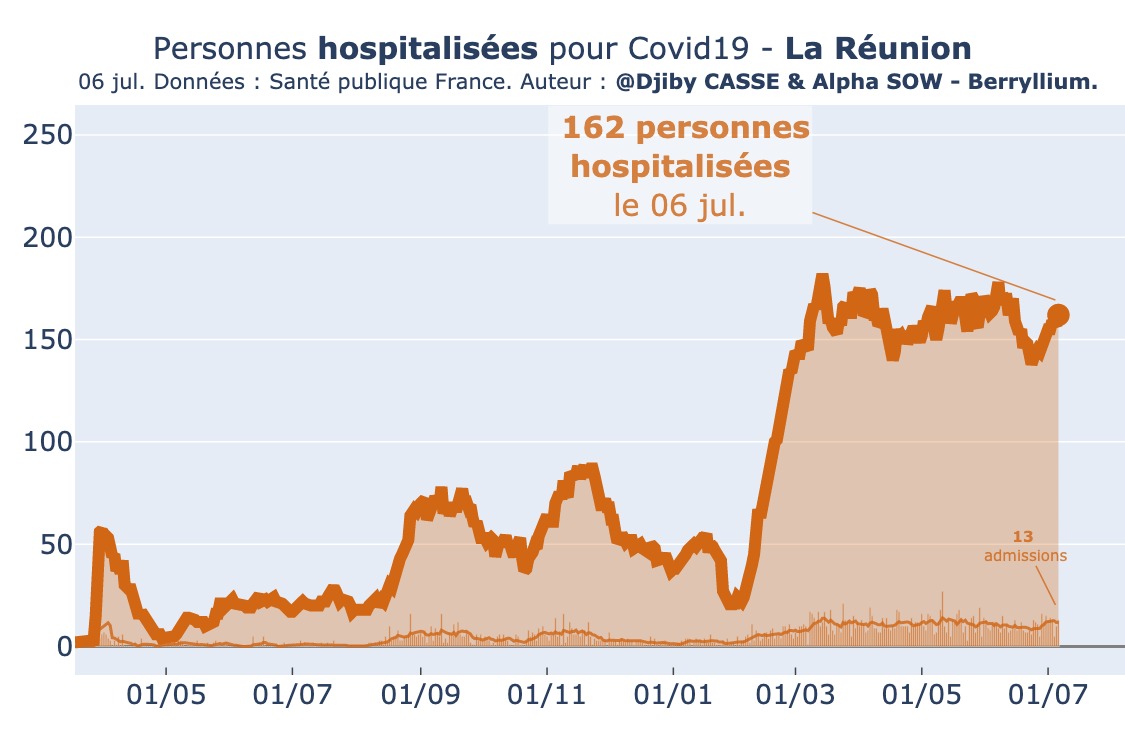 Personnes hospitalisées pour Covid19 - La Réunion
06 jul. Données : Santé publique France. Auteur : @Djiby CASSE & Alpha SOW - Berryllium.
250
162 personnes
hospitalisées
le 06 jul.
200
150
100
50
13
admissions
0
01/05 01/07 01/09 01/11 01/01 01/03 01/05 01/07